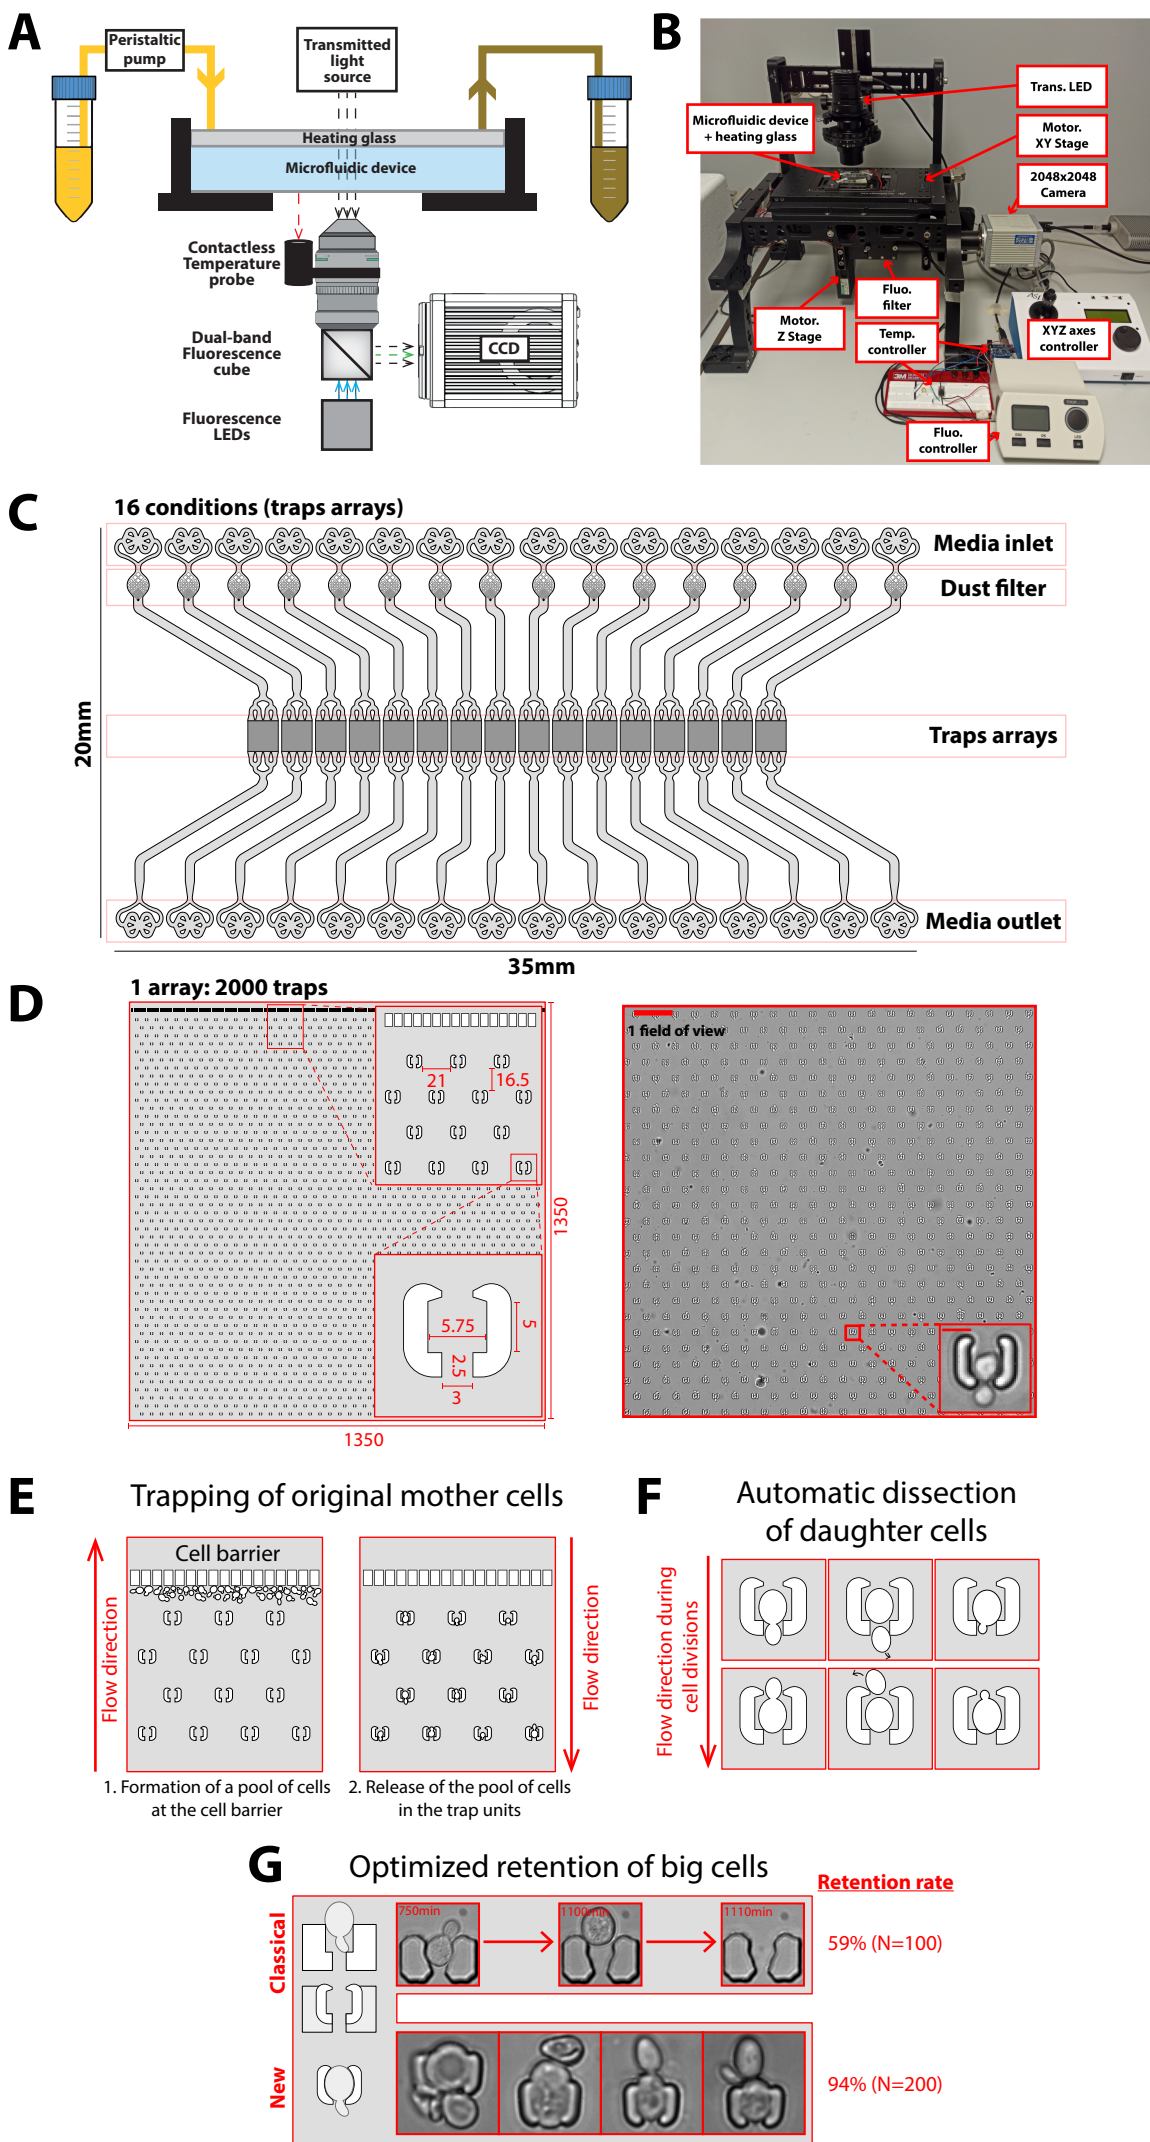 A
Peristaltic
pump
Transmitted
light
source
Heating glass
Microfluidic device
Contactless
Temperature
probe
Dual-band
Fluorescence
cube
CCD
Fluorescence
LEDs
B
Trans. LED
Microfluidic device
+ heating glass
Motor.
XY Stage
2048x2048
Camera
Fluo.
filter
Motor.
Z Stage
Temp.
controller
XYZ axes
controller
Fluo.
controller
C
16 conditions (traps arrays)
Media inlet
Dust filter
Traps arrays
Media outlet
20mm
35mm
D
1 array: 2000 traps
21
16.5
5.75
5
2.5
3
1350
1350
1 field of view
E
Trapping of original mother cells
Cell barrier
Flow direction
Flow direction
1. Formation of a pool of cells
at the cell barrier
2. Release of the pool of cells
in the trap units
F
Automatic dissection
of daughter cells
Flow direction during
cell divisions
G
Optimized retention of big cells
Retention rate
Classical
750min
1100min
1110min
59% (N=100)
New
94% (N=200)